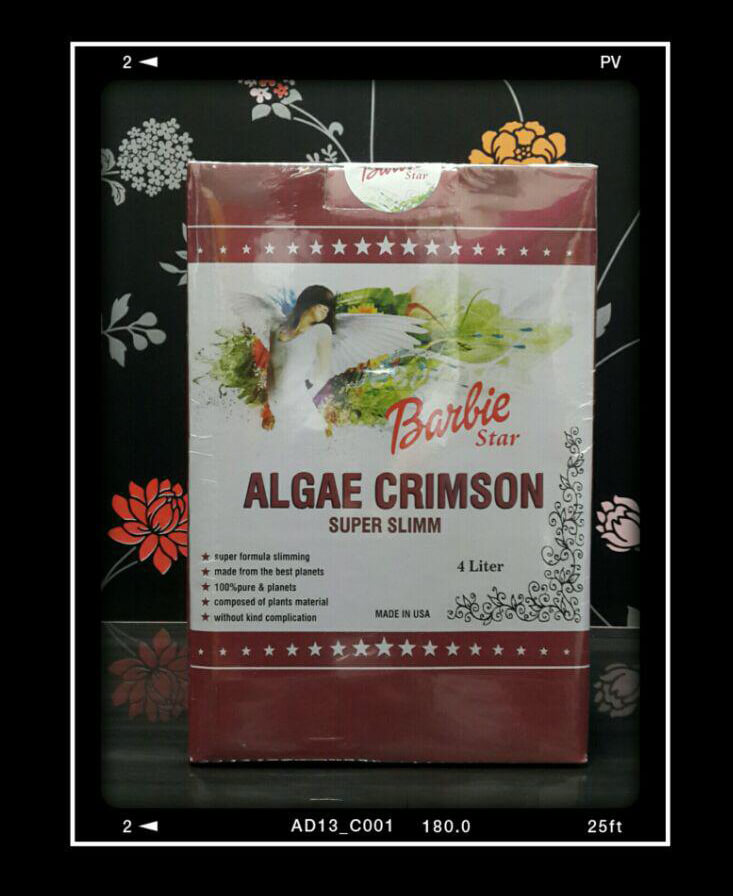 2 ◄ PV
Star
Barbie
Star
ALGAE CRIMSON
SUPER SLIMM
super formula slimming
made from the best planets
100%pure & planets
composed of plants material
without kind complication
4 Liter
MADE IN USA
2 ◄ AD13_C001 180.0 25ft